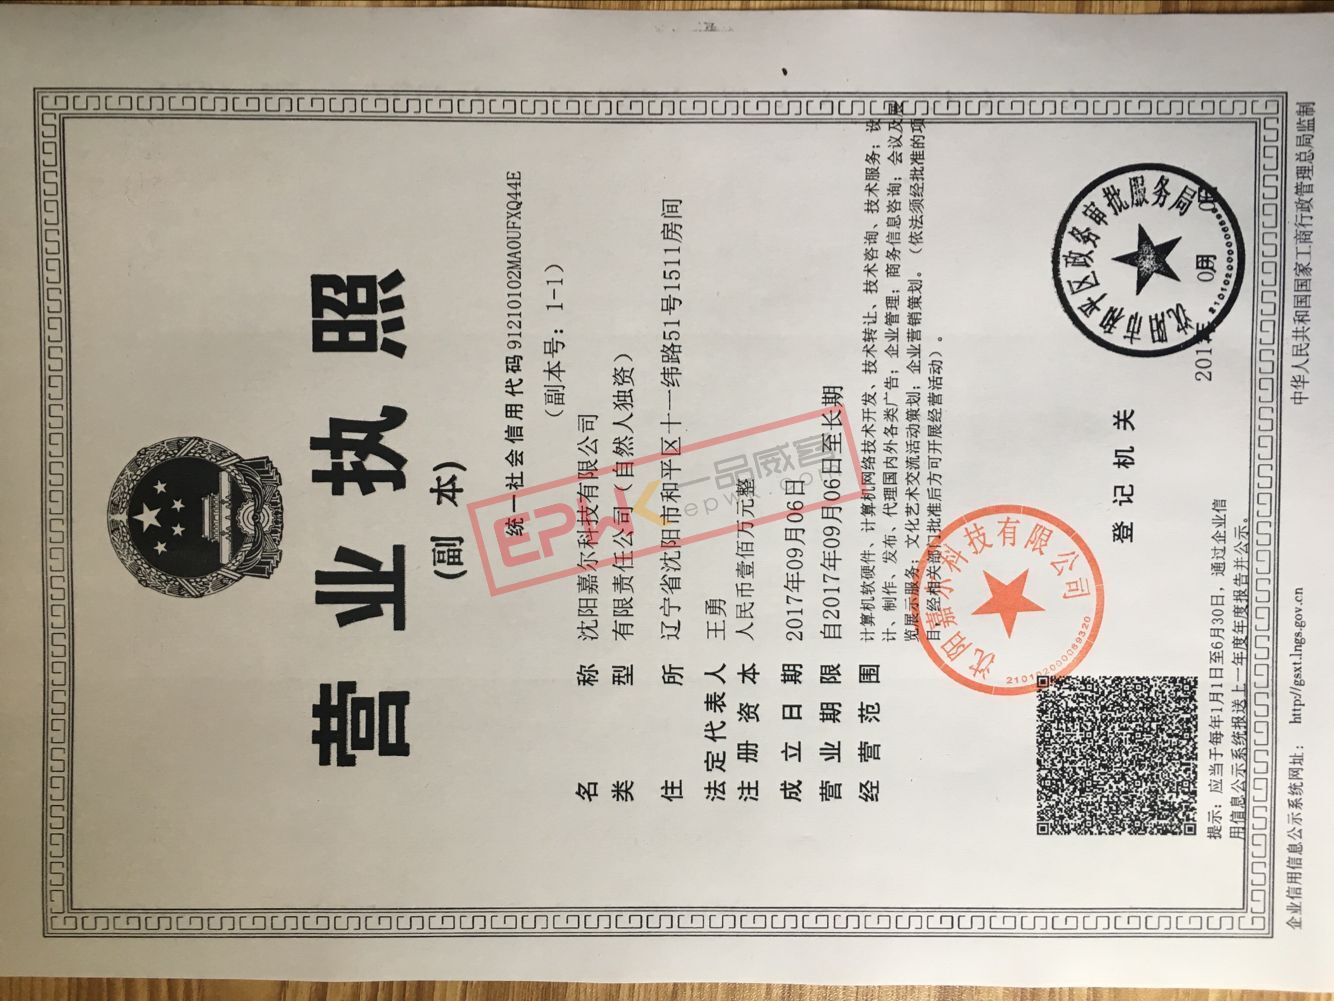 营业执照
(副 本)
统一社会信用代码 91210102MA0UFXQ44E
(副本号: 1-1)
名 称 沈阳嘉尔科技有限公司
类 型 有限责任公司(自然人独资)
住 所 辽宁省沈阳市和平区十一纬路51号1511房间
法定代表人 王勇
注 册 资 本 人民币壹佰万元整
成 立 日 期 2017年09月06日
营 业 期 限 自2017年09月06日至长期
经 营 范 围 计算机软硬件、计算机网络技术开发、技术转让、技术咨询、技术服务; 设
计、制作、发布、代理国内外各类广告; 企业管理; 商务信息咨询; 会议及展
览展示服务; 文化艺术交流活动策划; 企业营销策划。(依法须经批准的项
目,经相关部门批准后方可开展经营活动)。
EPWK一品威客
epwk.com
沈阳嘉尔科技有限公司
210102000089320
登 记 机 关
沈阳市和平区政务审批服务局
提示: 应当于每年1月1日至6月30日, 通过企业信
用信息公示系统报送上一年度年度报告并公示。
企业信用信息公示系统网址: http://gsxt.lngs.gov.cn
中华人民共和国国家工商行政管理总局监制